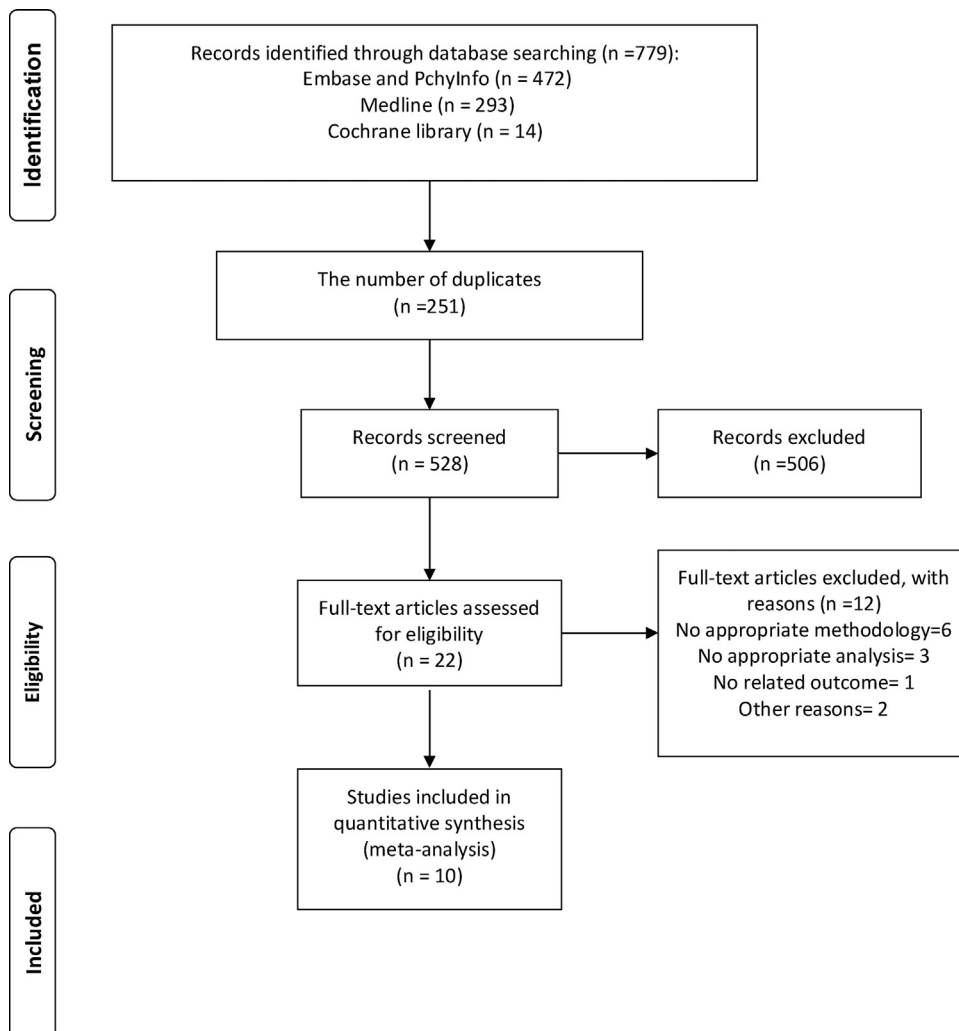 Identification
Records identified through database searching (n =779):
Embase and PchyInfo (n = 472)
Medline (n = 293)
Cochrane library (n = 14)
Screening
The number of duplicates
(n =251)
Records screened
(n = 528)
Records excluded
(n =506)
Eligibility
Full-text articles assessed
for eligibility
(n = 22)
Full-text articles excluded, with
reasons (n =12)
No appropriate methodology=6
No appropriate analysis= 3
No related outcome= 1
Other reasons= 2
Included
Studies included in
quantitative synthesis
(meta-analysis)
(n = 10)